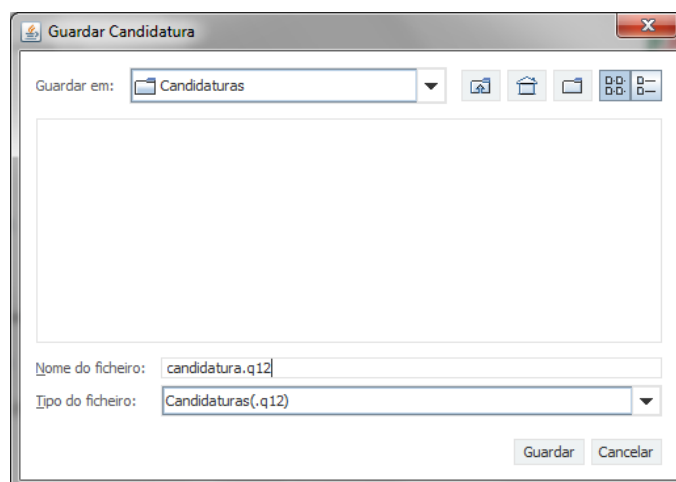 Guardar Candidatura
Guardar em: Candidaturas
Nome do ficheiro: candidatura.q12
Tipo do ficheiro: Candidaturas(.q12)
Guardar Cancelar